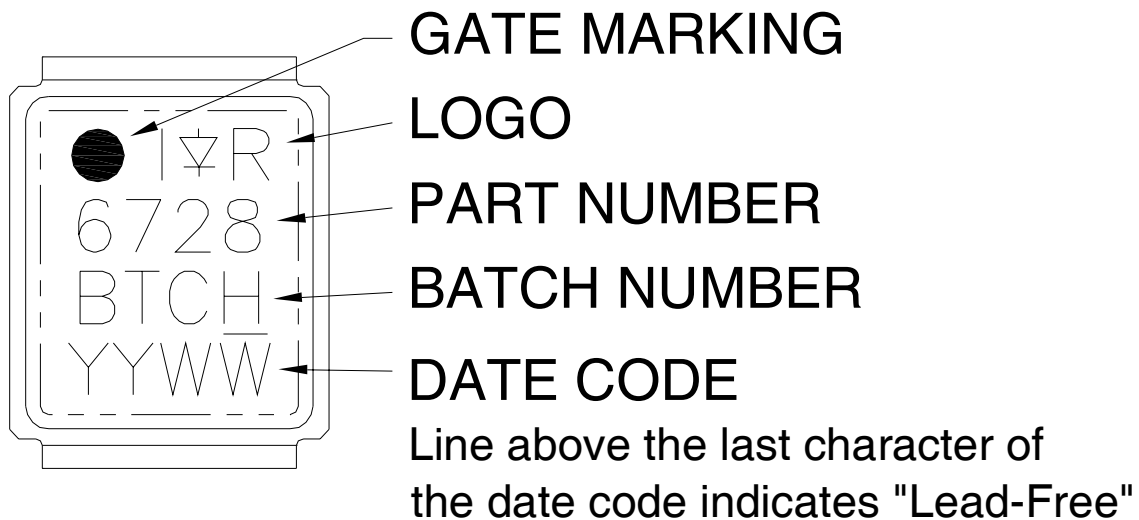 GATE MARKING
I R
LOGO
6728
PART NUMBER
BTCH
BATCH NUMBER
YYWW
DATE CODE
Line above the last character of
the date code indicates "Lead-Free"